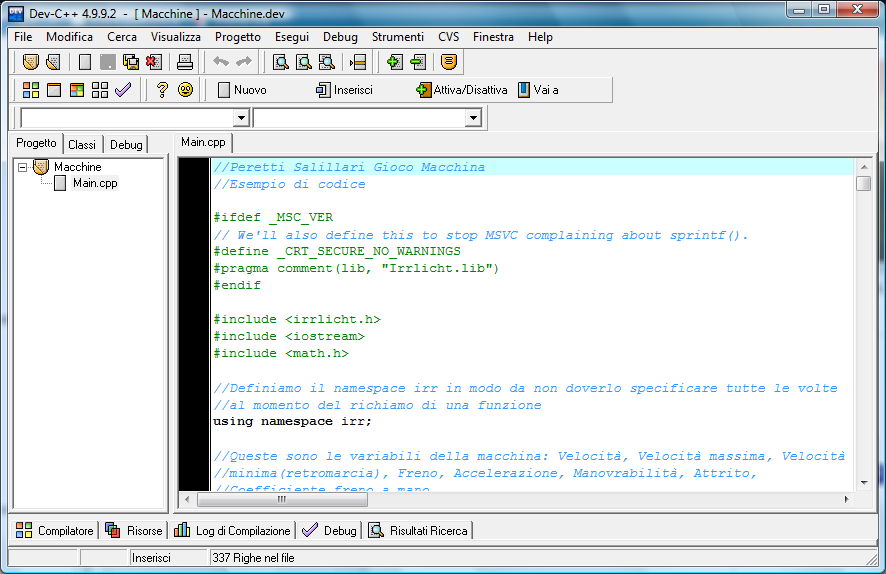 Dev-C++ 4.9.9.2 - [ Macchine ] - Macchine.dev
File Modifica Cerca Visualizza Progetto Esegui Debug Strumenti CVS Finestra Help
Nuovo Inserisci Attiva/Disattiva Vai a
Progetto Classi Debug
Macchine
Main.cpp
Main.cpp
//Peretti Salillari Gioco Macchina
//Esempio di codice
#ifdef _MSC_VER
// We'll also define this to stop MSVC complaining about sprintf().
#define _CRT_SECURE_NO_WARNINGS
#pragma comment(lib, "Irrlicht.lib")
#endif
#include <irrlicht.h>
#include <iostream>
#include <math.h>
//Definiamo il namespace irr in modo da non doverlo specificare tutte le volte
//al momento del richiamo di una funzione
using namespace irr;
//Queste sono le variabili della macchina: Velocità, Velocità massima, Velocità
//minima(retromarcia), Freno, Accelerazione, Manovrabilità, Attrito,
//Coefficiente freno a mano
Compilatore Risorse Log di Compilazione Debug Risultati Ricerca
Inserisci 337 Righe nel file